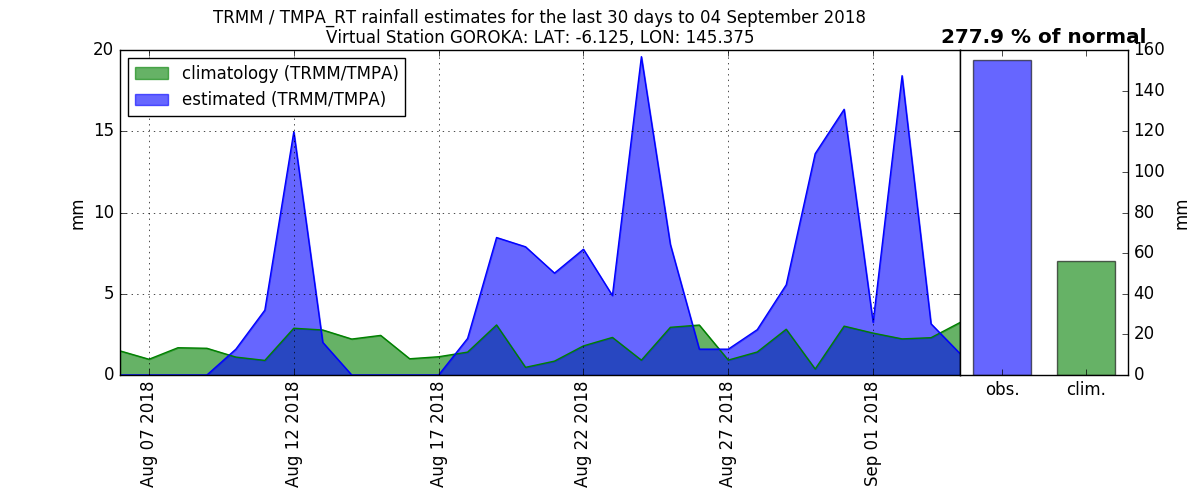 TRMM / TMPA_RT rainfall estimates for the last 30 days to 04 September 2018
Virtual Station GOROKA: LAT: -6.125, LON: 145.375
277.9 % of normal
climatology (TRMM/TMPA)
estimated (TRMM/TMPA)
mm
20
15
10
5
0
Aug 07 2018
Aug 12 2018
Aug 17 2018
Aug 22 2018
Aug 27 2018
Sep 01 2018
160
140
120
100
80
60
40
20
0
mm
obs.
clim.